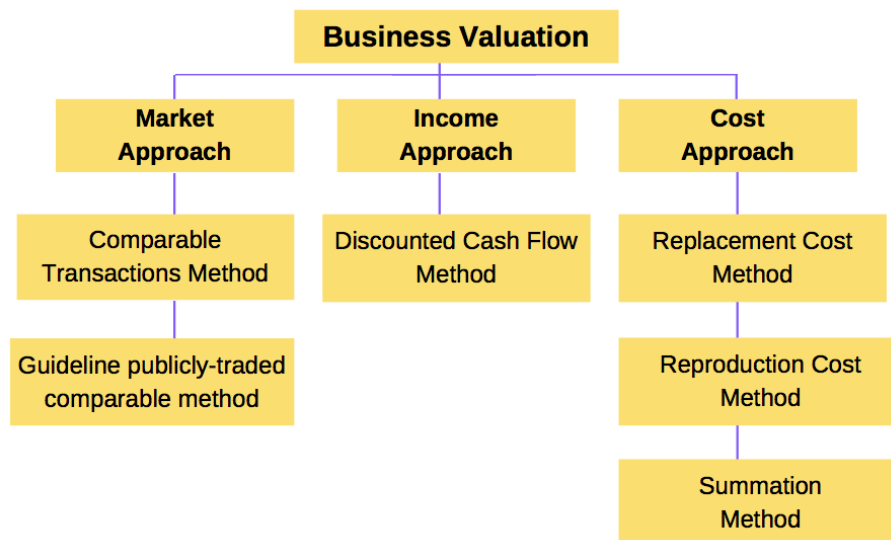 Business Valuation
Market
Approach
Income
Approach
Cost
Approach
Comparable
Transactions Method
Discounted Cash Flow
Method
Replacement Cost
Method
Guideline publicly-traded
comparable method
Reproduction Cost
Method
Summation
Method